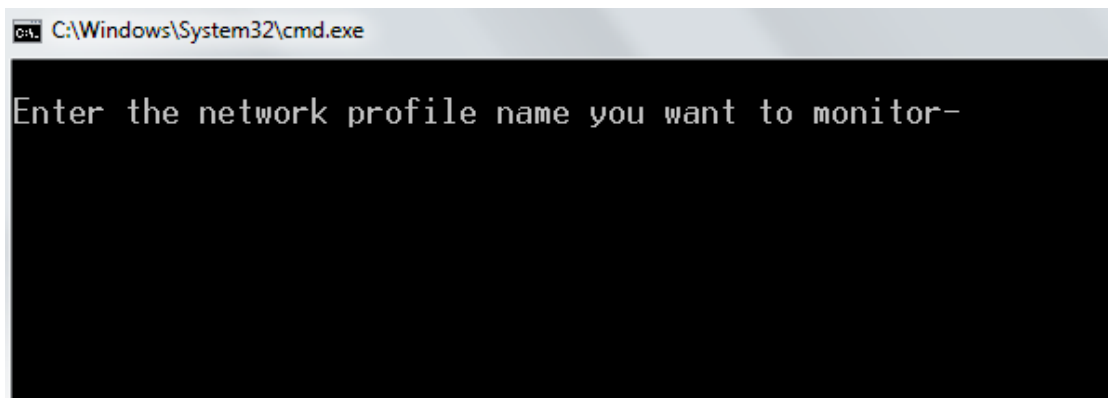 C:\Windows\System32\cmd.exe
Enter the network profile name you want to monitor-